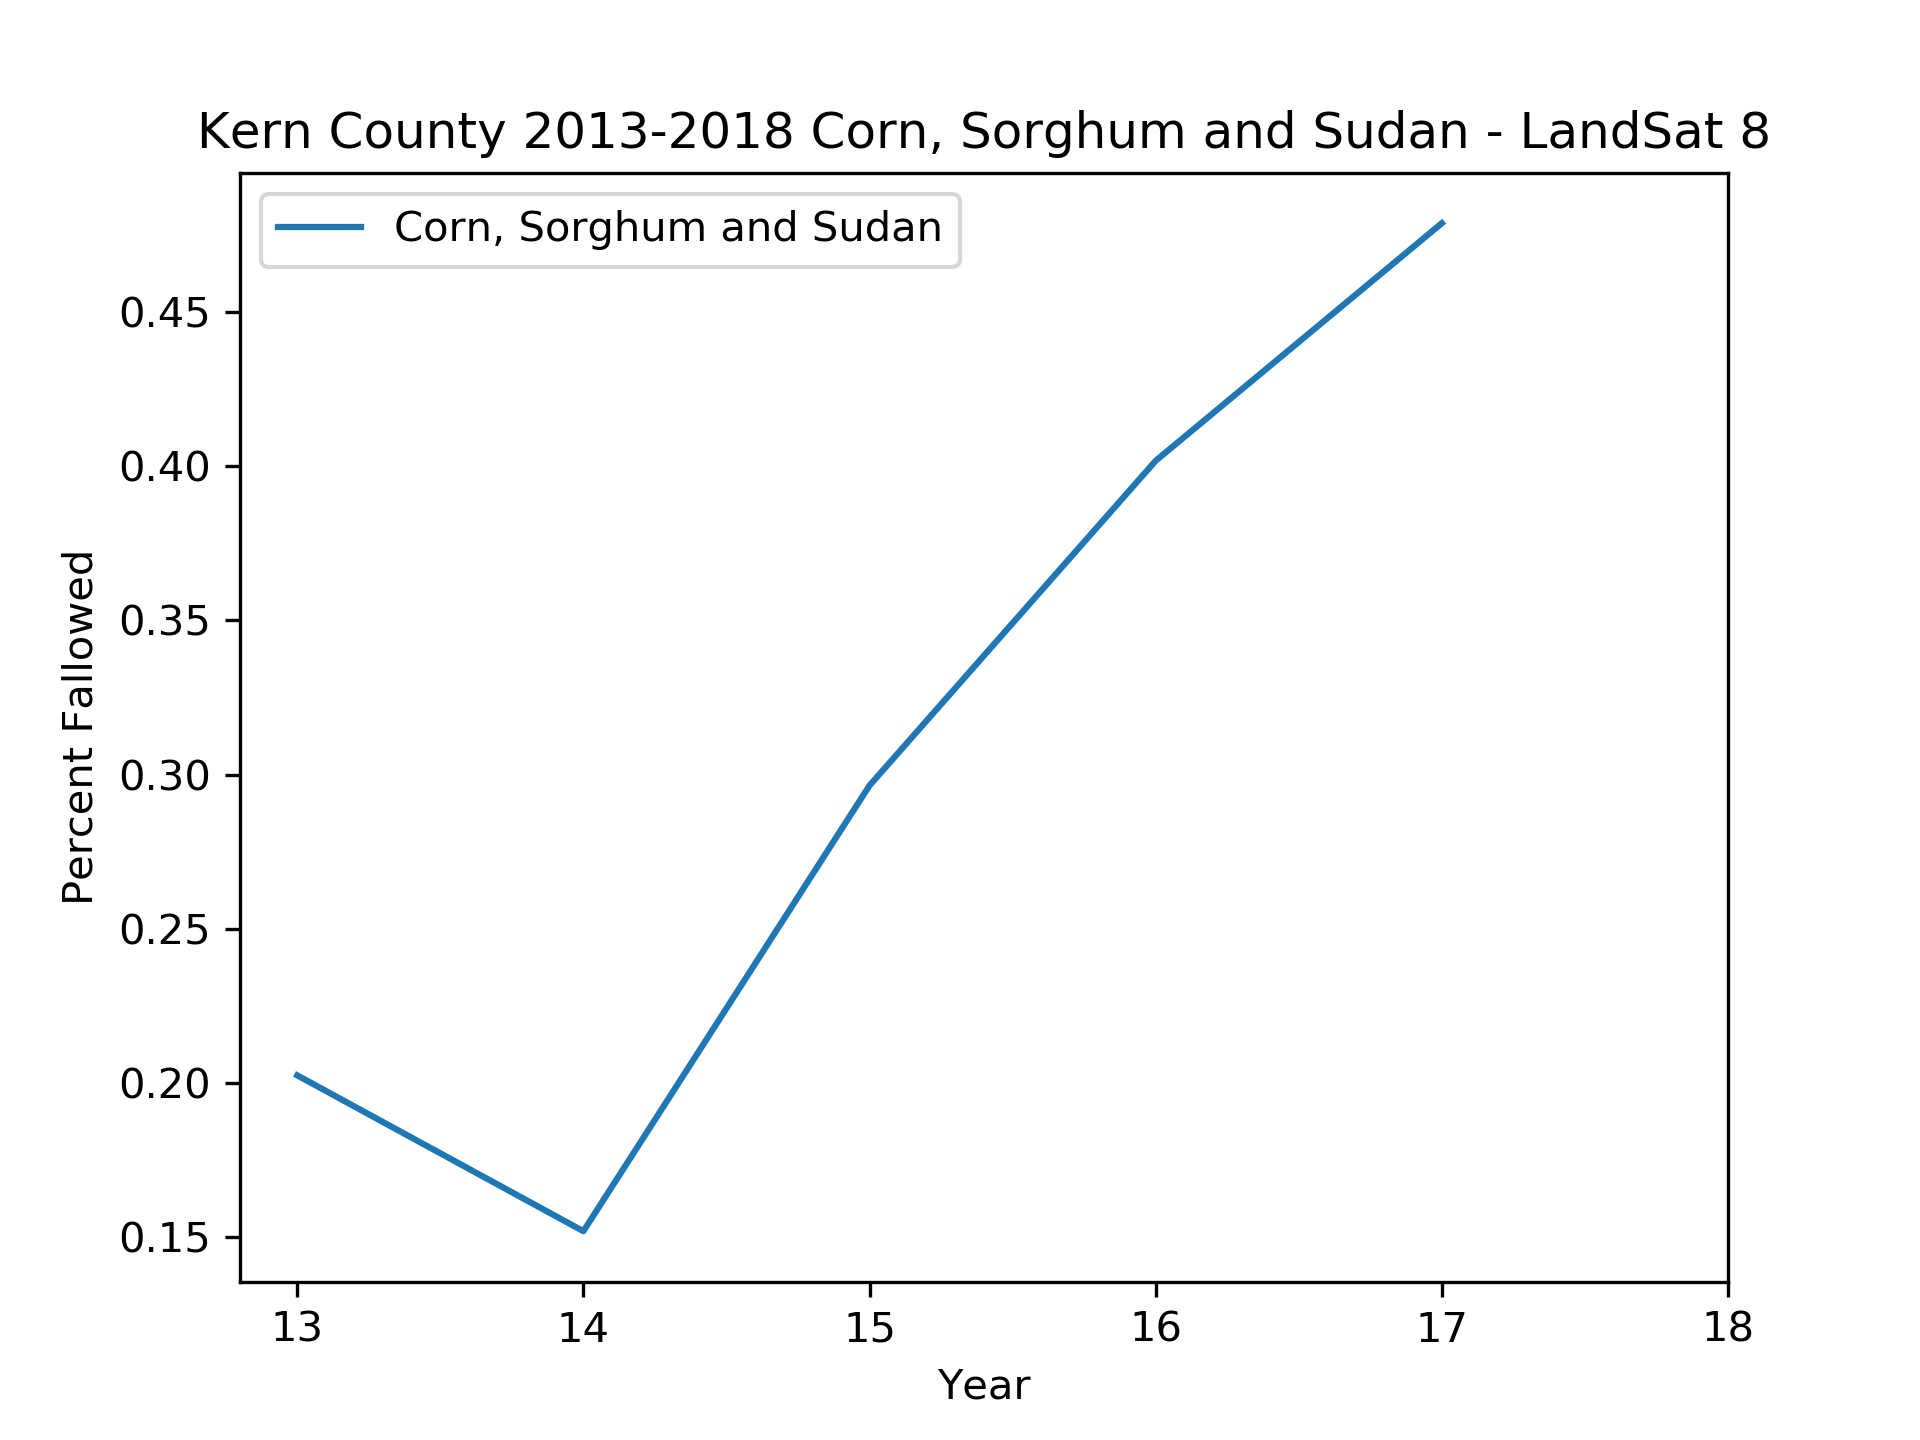 Kern County 2013-2018 Corn, Sorghum and Sudan - LandSat 8
Corn, Sorghum and Sudan
Percent Fallowed
0.45
0.40
0.35
0.30
0.25
0.20
0.15
13 14 15 16 17 18
Year